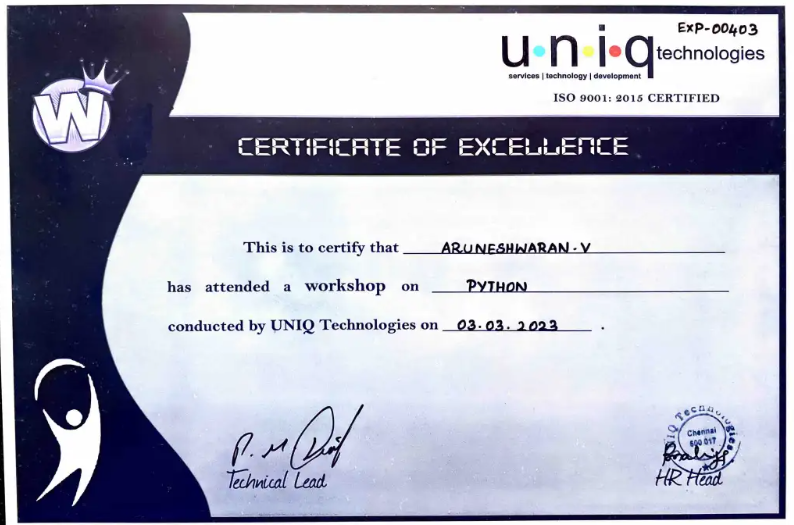 EXP-00403
W
uniq technologies
services | technology | development
ISO 9001: 2015 CERTIFIED
CERTIFICATE OF EXCELLENCE
This is to certify that ARUNESHWARAN.V
has attended a workshop on PYTHON
conducted by UNIQ Technologies on 03.03.2023 .
UNIQ Technologies
Chennai
600 017
Technical Lead
HR Head